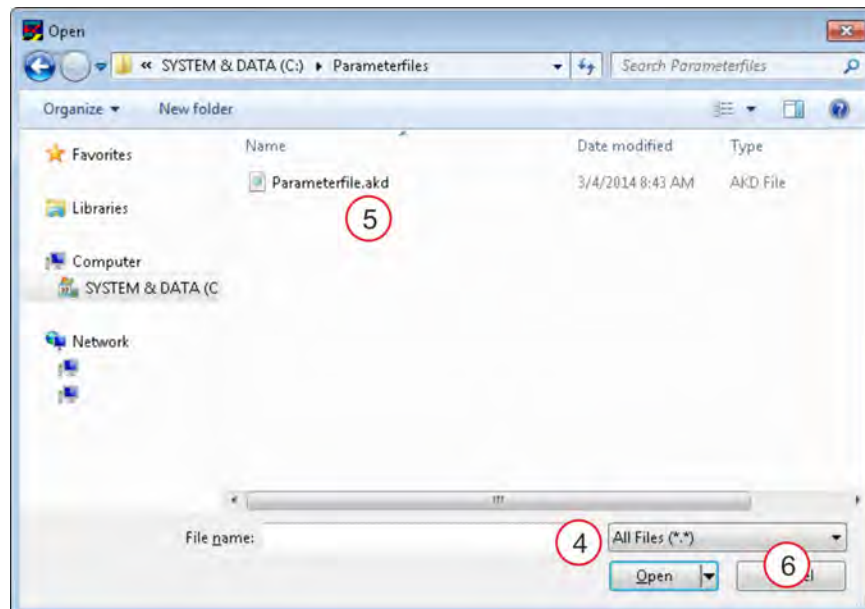 Open
« SYSTEM & DATA (C:) ▸ Parameterfiles
Search Parameterfiles
Organize
New folder
Name
Date modified
Type
Favorites
Parameterfile.akd
3/4/2014 8:43 AM
AKD File
5
Libraries
Computer
SYSTEM & DATA (C
Network
File name:
4
All Files (*.*)
Open
6